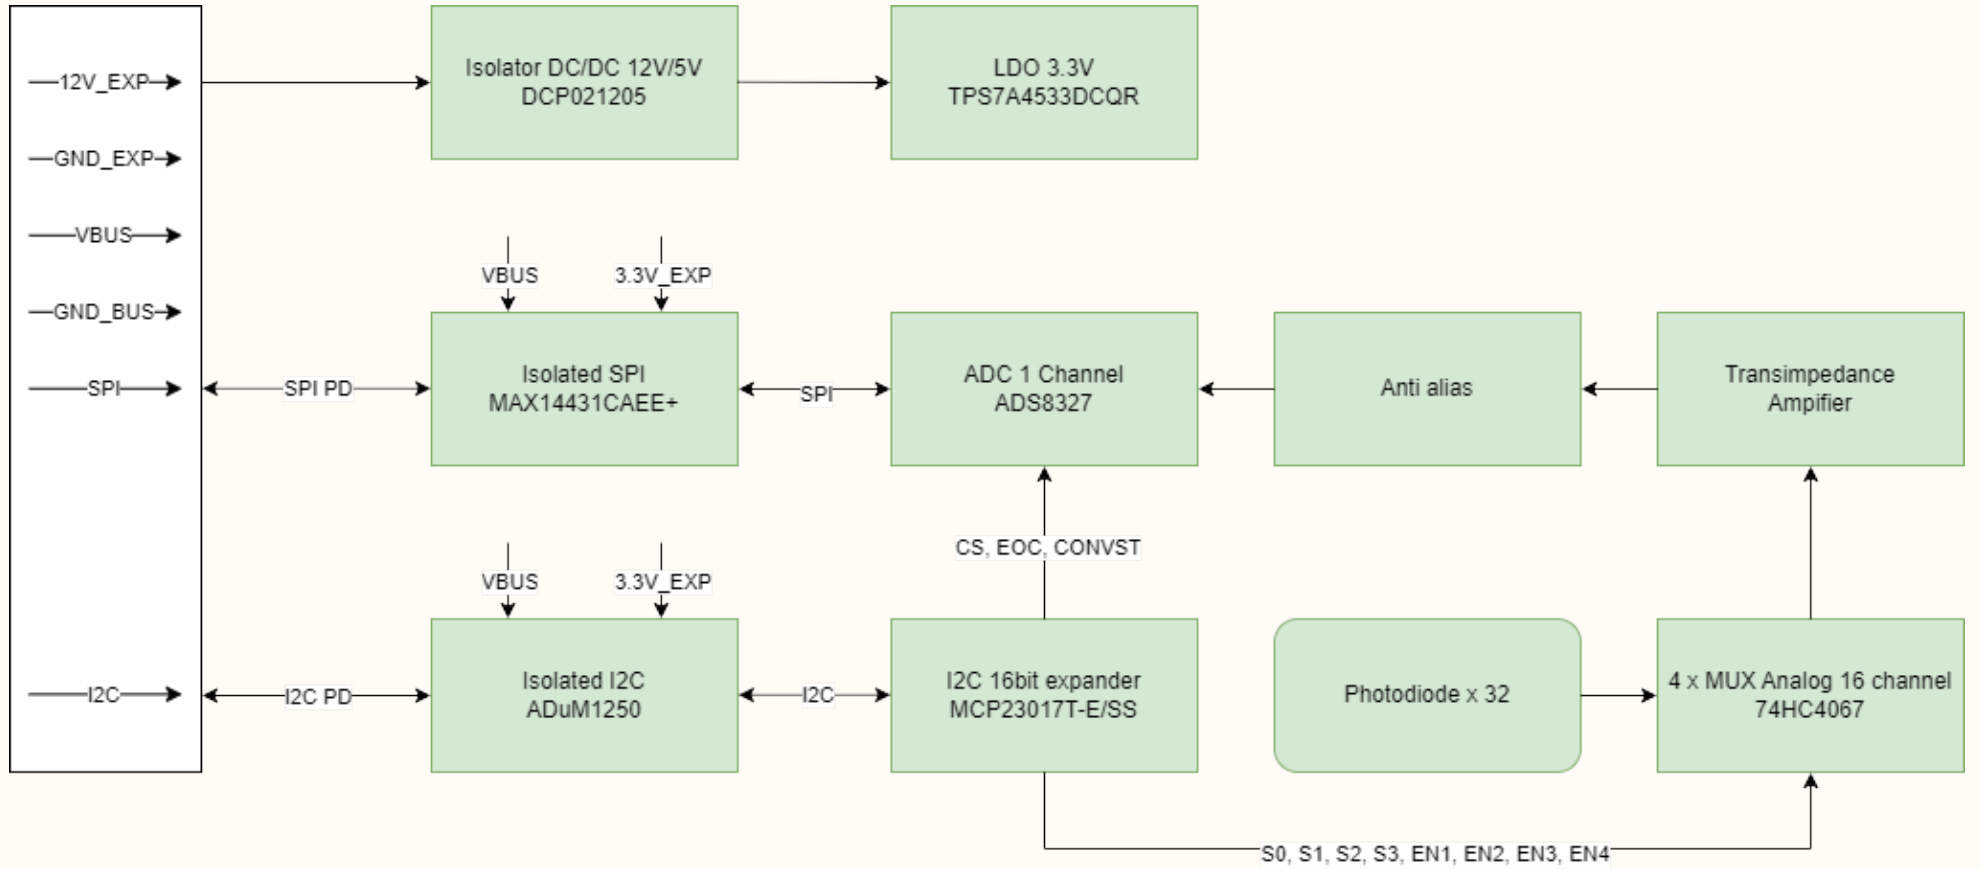 12V_EXP
GND_EXP
VBUS
GND_BUS
SPI
I2C
Isolator DC/DC 12V/5V
DCP021205
LDO 3.3V
TPS7A4533DCQR
VBUS
3.3V_EXP
SPI PD
Isolated SPI
MAX14431CAEE+
SPI
ADC 1 Channel
ADS8327
Anti alias
Transimpedance
Ampifier
CS, EOC, CONVST
VBUS
3.3V_EXP
I2C PD
Isolated I2C
ADuM1250
I2C
I2C 16bit expander
MCP23017T-E/SS
Photodiode x 32
4 x MUX Analog 16 channel
74HC4067
S0, S1, S2, S3, EN1, EN2, EN3, EN4